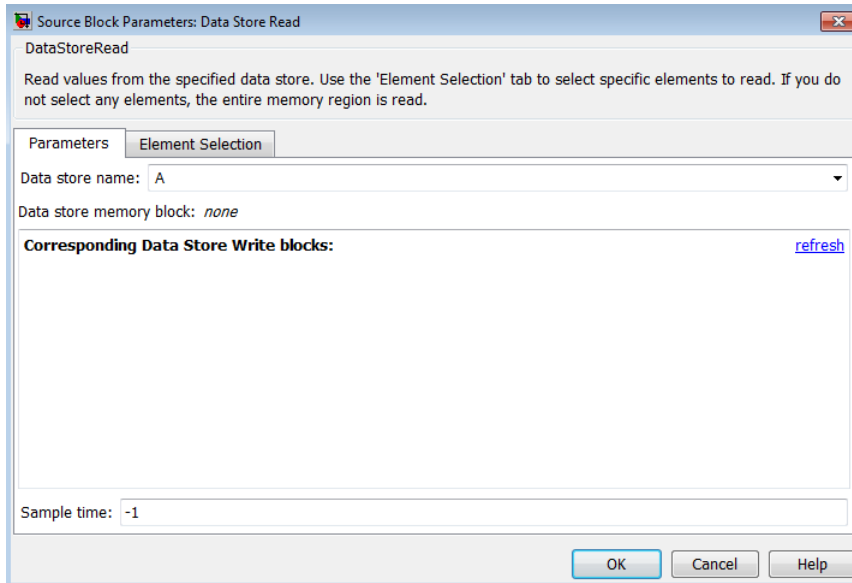 Source Block Parameters: Data Store Read
DataStoreRead
Read values from the specified data store. Use the 'Element Selection' tab to select specific elements to read. If you do
not select any elements, the entire memory region is read.
Parameters Element Selection
Data store name: A
Data store memory block: none
Corresponding Data Store Write blocks: refresh
Sample time: -1
OK Cancel Help